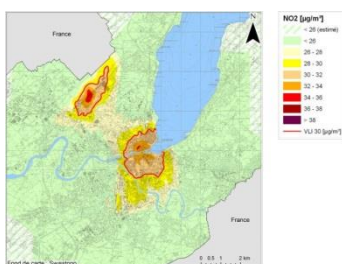 France
N
NO2 [µg/m³]
< 26 (estimé)
< 26
26 - 28
28 - 30
30 - 32
32 - 34
34 - 36
36 - 38
> 38
VLI 30 [µg/m³]
France
0 0.5 1 2 km
Fond de carte : Swisstopo